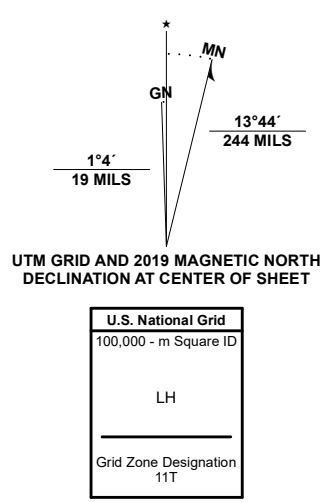 ★
MN
GN
13°44´
244 MILS
1°4´
19 MILS
UTM GRID AND 2019 MAGNETIC NORTH
DECLINATION AT CENTER OF SHEET
U.S. National Grid
100,000 - m Square ID
LH
Grid Zone Designation
11T